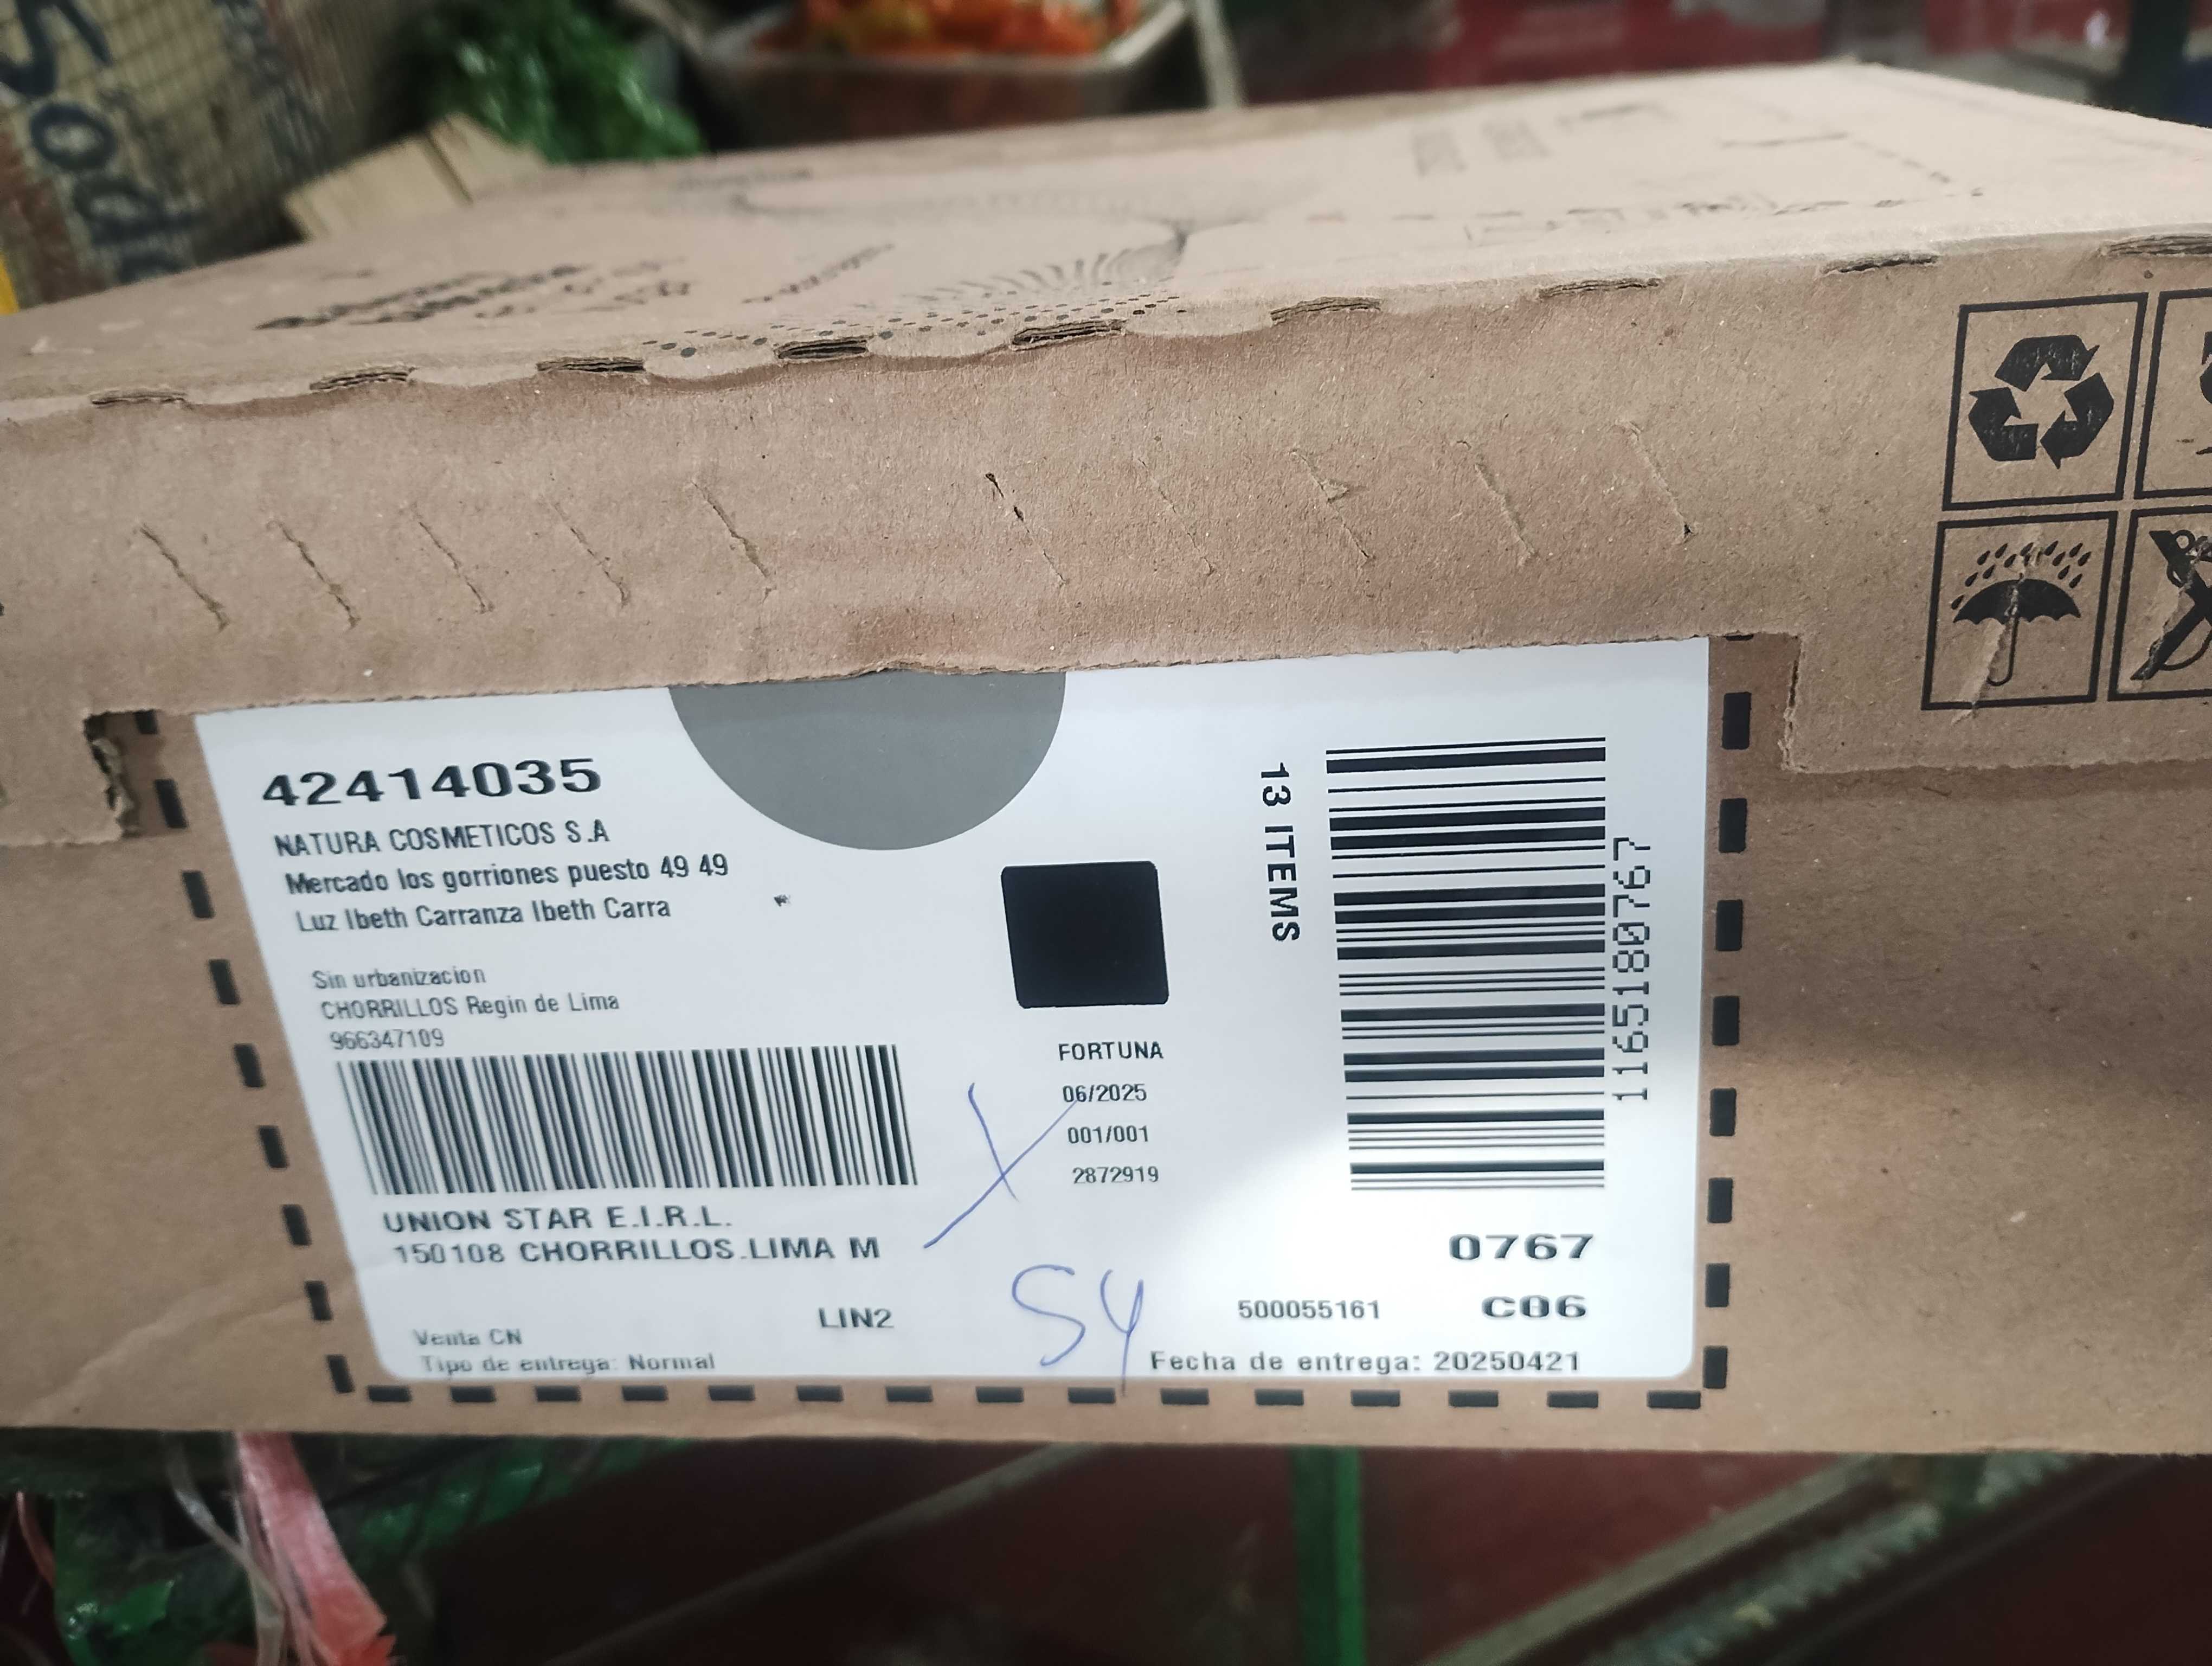 42414035
NATURA COSMETICOS S.A
Mercado los gorriones puesto 49 49
Luz Ibeth Carranza Ibeth Carra
Sin urbanizacion
CHORRILLOS Regin de Lima
966347109
UNION STAR E.I.R.L.
150108 CHORRILLOS.LIMA M
LIN2
Venta CN
Tipo de entrega: Normal
FORTUNA
06/2025
001/001
2872919
54
13 ITEMS
11651180767
0767
500055161 C06
Fecha de entrega: 20250421